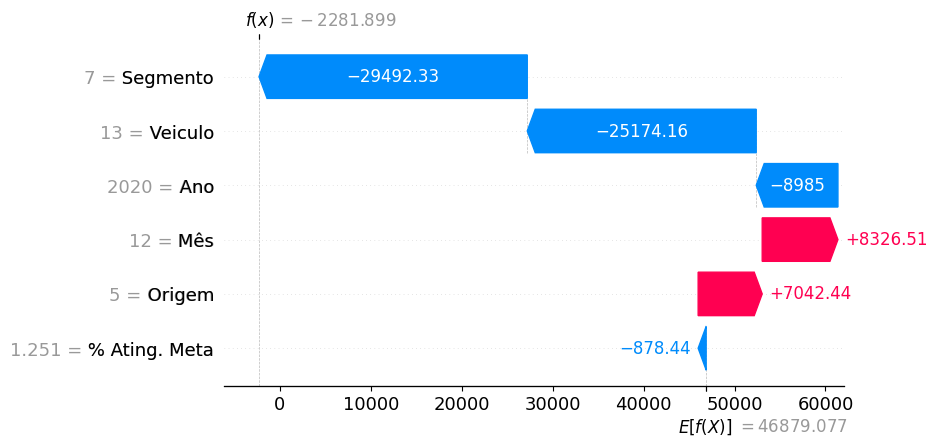 f(x) = −2281.899
7 = Segmento
−29492.33
13 = Veiculo
−25174.16
2020 = Ano
−8985
12 = Mês
+8326.51
5 = Origem
+7042.44
1.251 = % Ating. Meta
−878.44
0 10000 20000 30000 40000 50000 60000
E[f(X)] = 46879.077